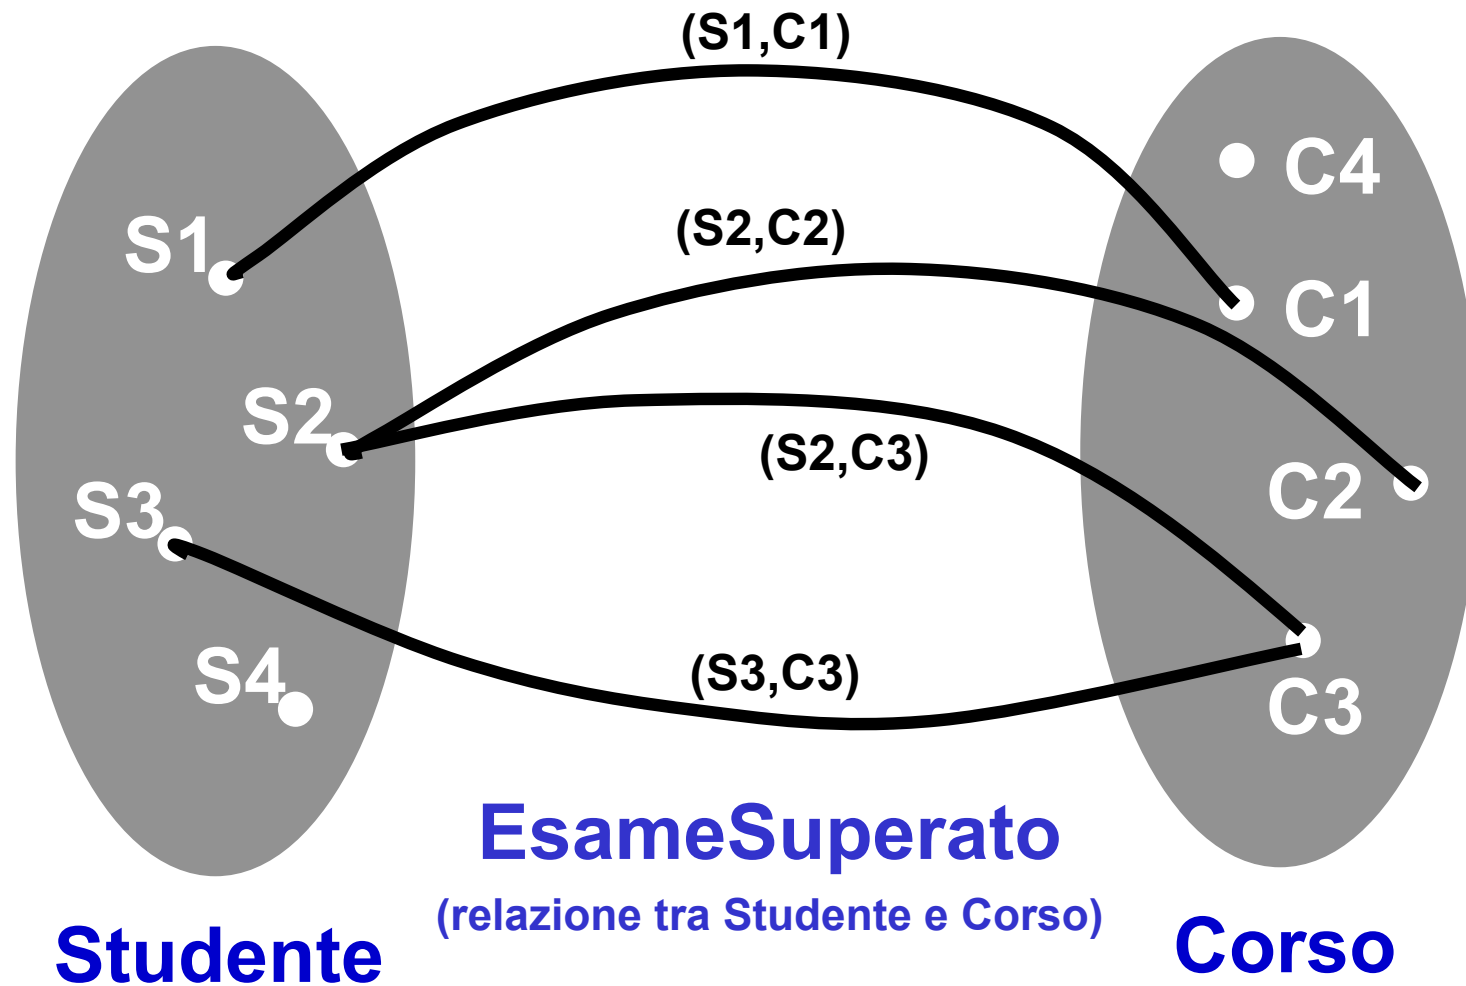 (S1,C1)
C4
S1
(S2,C2)
C1
S2
(S2,C3)
C2
S3
S4
(S3,C3)
C3
EsameSuperato
(relazione tra Studente e Corso)
Studente
Corso